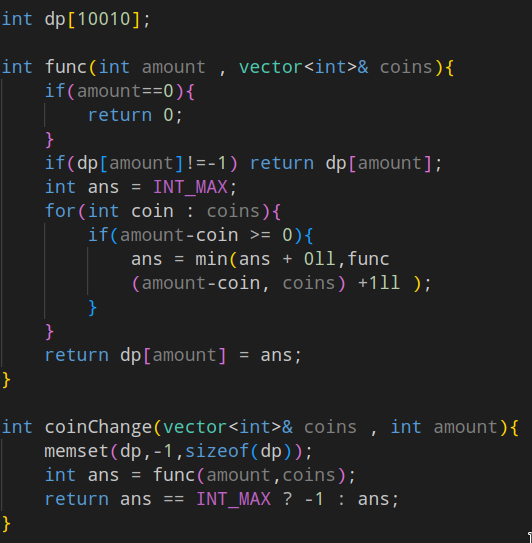 int dp[10010];
int func(int amount , vector<int>& coins){
if(amount==0){
return 0;
}
if(dp[amount]!=-1) return dp[amount];
int ans = INT_MAX;
for(int coin : coins){
if(amount-coin >= 0){
ans = min(ans + 0ll,func
(amount-coin, coins) +1ll );
}
}
return dp[amount] = ans;
}
int coinChange(vector<int>& coins , int amount){
memset(dp,-1,sizeof(dp));
int ans = func(amount,coins);
return ans == INT_MAX ? -1 : ans;
}